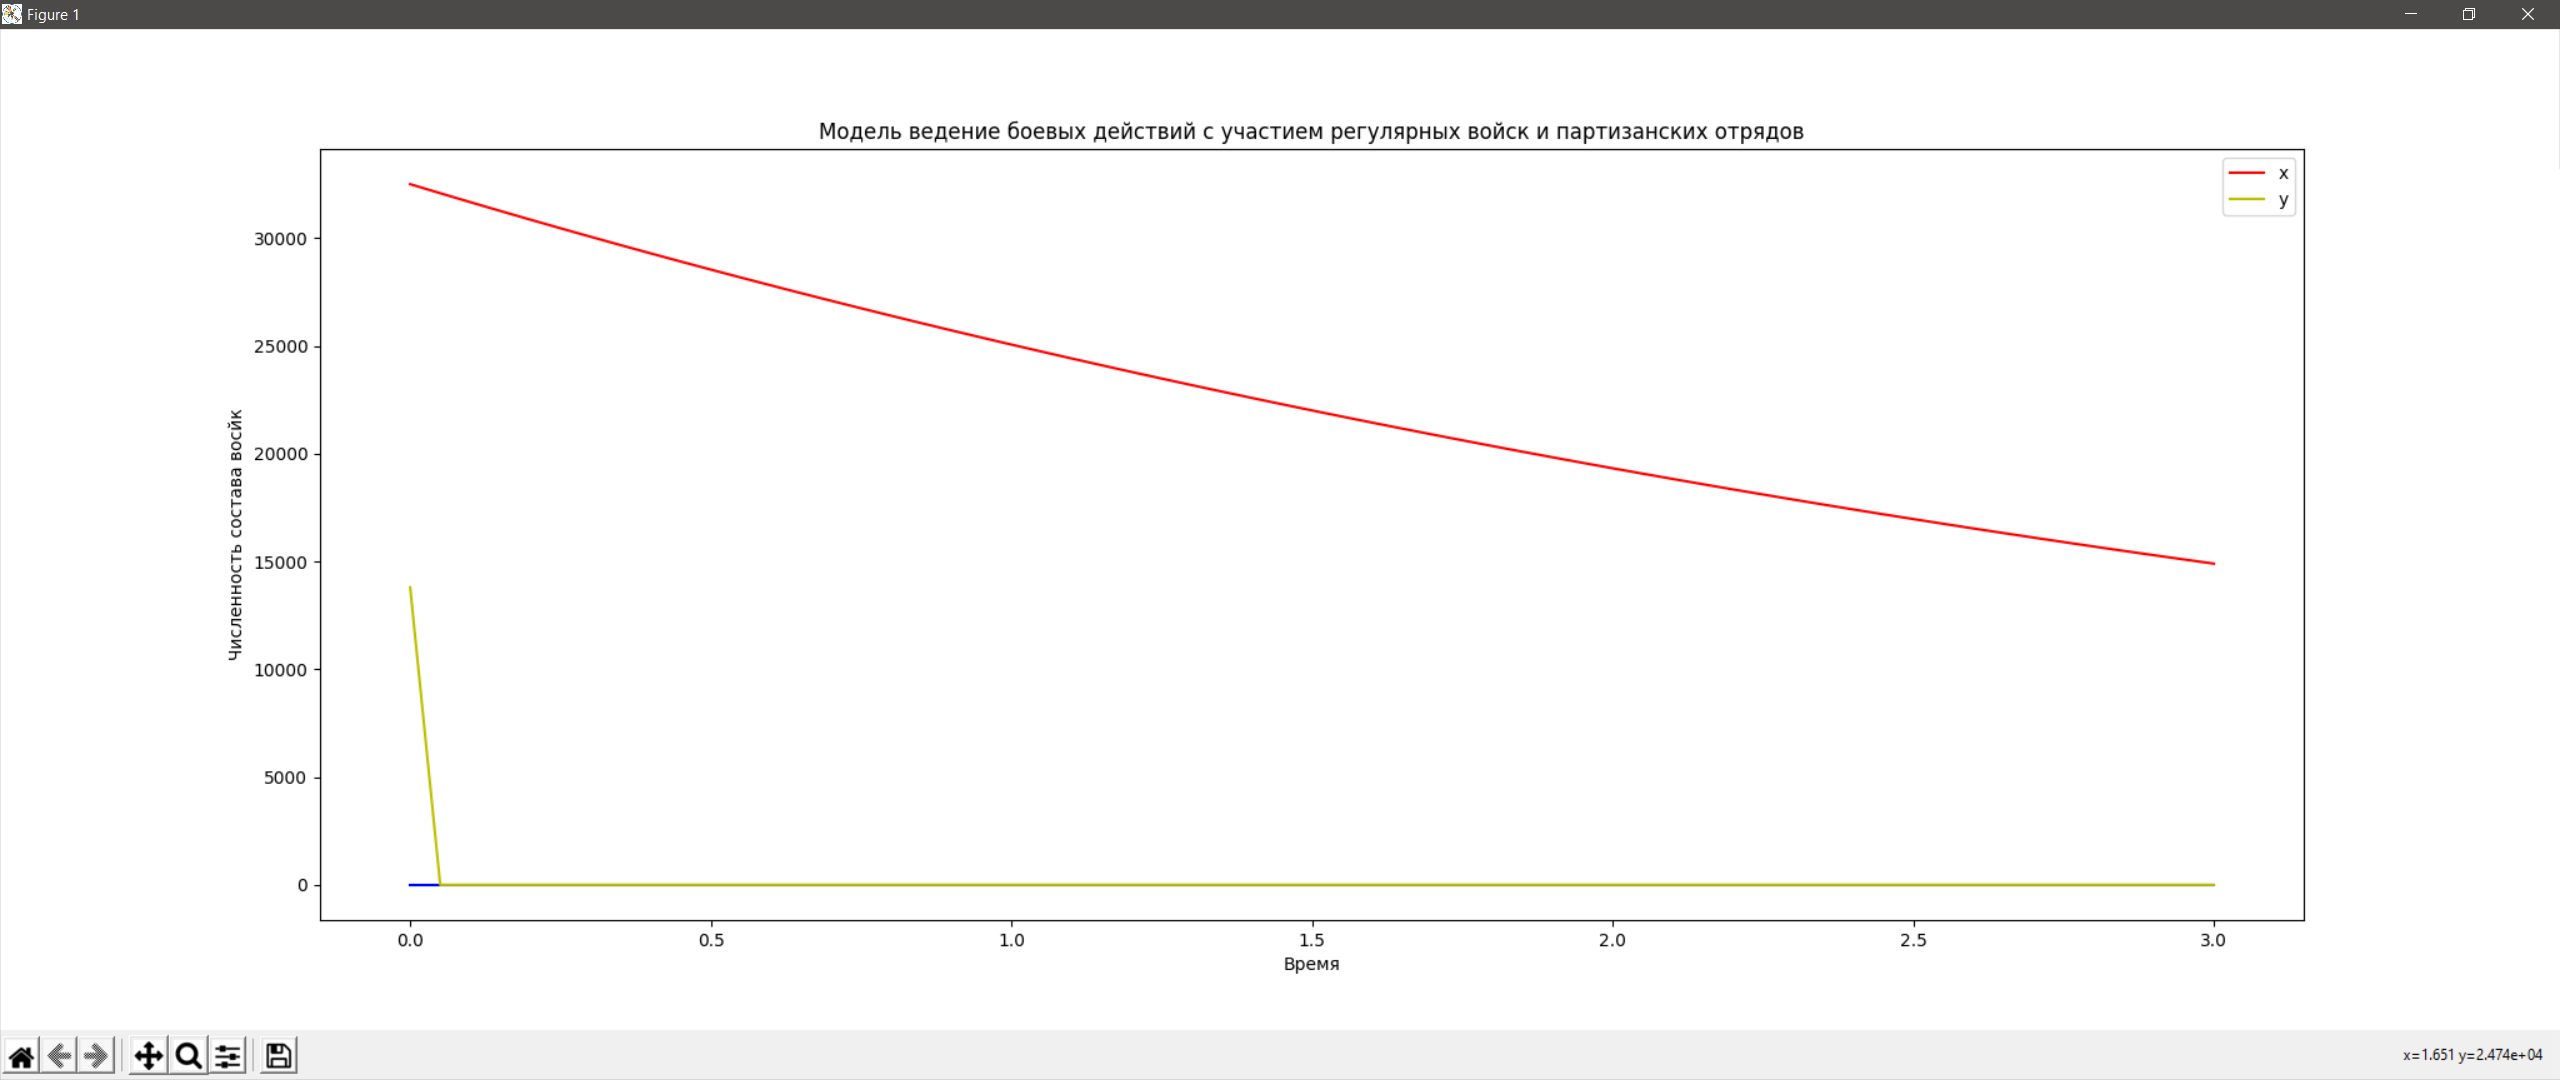 Figure 1
Модель ведение боевых действий с участием регулярных войск и партизанских отрядов
x
y
Численность состава восйк
30000
25000
20000
15000
10000
5000
0
0.0 0.5 1.0 1.5 2.0 2.5 3.0
Время
x=1.651 y=2.474e+04